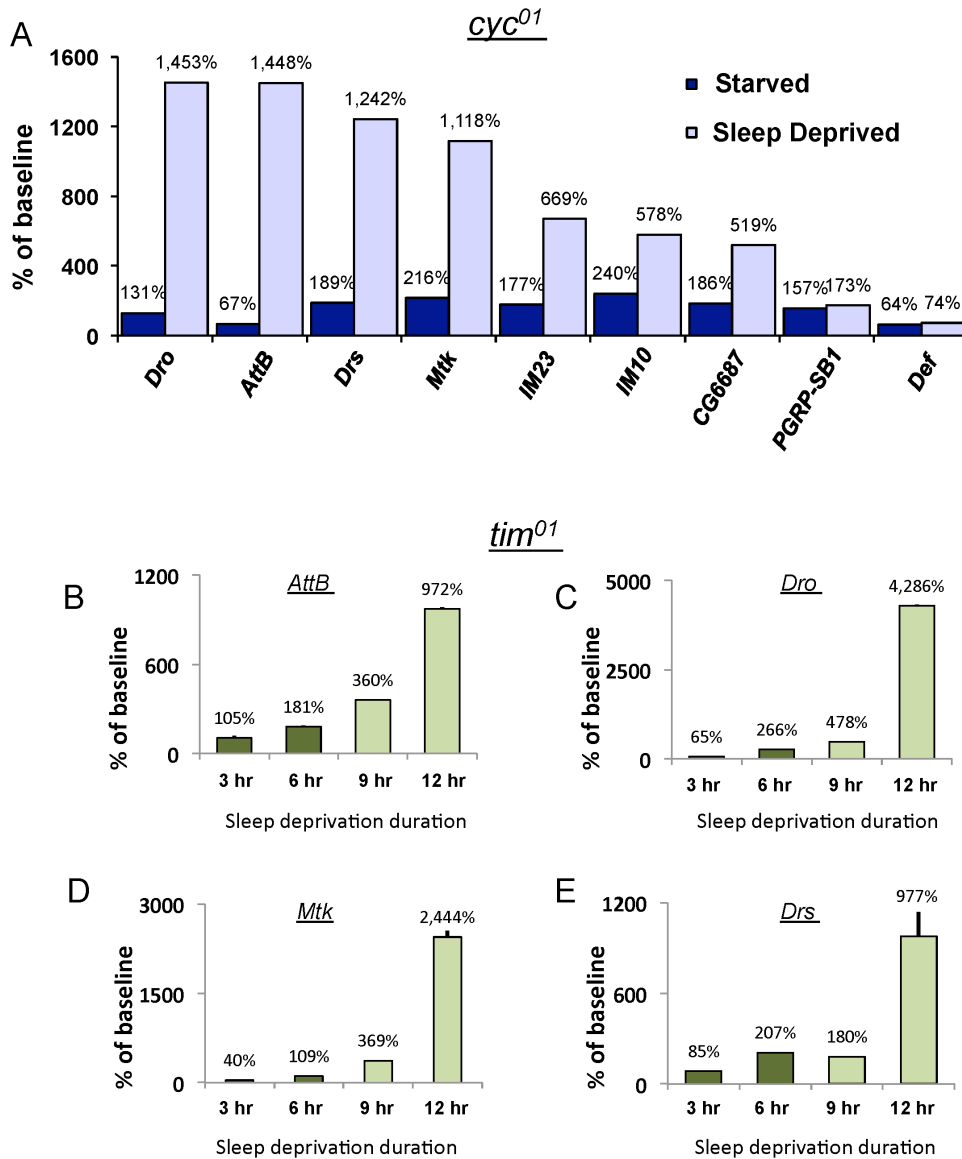 A
cyc01
1600
1200
800
400
0
% of baseline
Starved
Sleep Deprived
131% 1,453%
67% 1,448%
189% 1,242%
216% 1,118%
177% 669%
240% 578%
186% 519%
157% 173%
64% 74%
Dro AttB Drs Mtk IM23 IM10 CG6687 PGRP-SB1 Def
tim01
B
AttB
1200
600
0
% of baseline
105% 181% 360% 972%
3 hr 6 hr 9 hr 12 hr
Sleep deprivation duration
C
Dro
5000
2500
0
% of baseline
65% 266% 478% 4,286%
3 hr 6 hr 9 hr 12 hr
Sleep deprivation duration
D
Mtk
3000
1500
0
% of baseline
40% 109% 369% 2,444%
3 hr 6 hr 9 hr 12 hr
Sleep deprivation duration
E
Drs
1200
600
0
% of baseline
85% 207% 180% 977%
3 hr 6 hr 9 hr 12 hr
Sleep deprivation duration